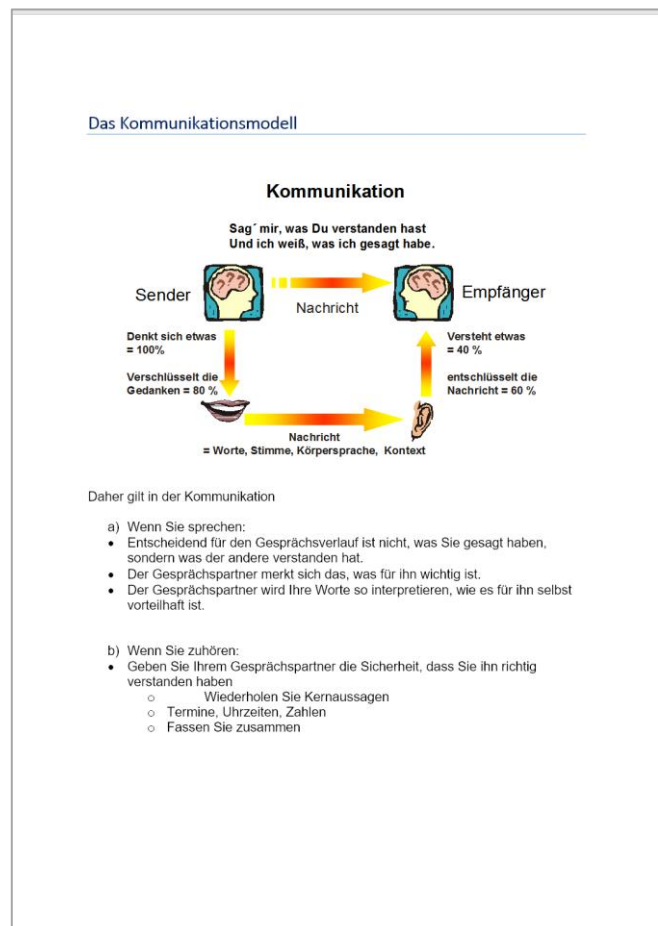 Das Kommunikationsmodell
Kommunikation
Sag´ mir, was Du verstanden hast
Und ich weiß, was ich gesagt habe.
Sender
Nachricht
Empfänger
Denkt sich etwas
= 100%
Versteht etwas
= 40 %
Verschlüsselt die
Gedanken = 80 %
entschlüsselt die
Nachricht = 60 %
Nachricht
= Worte, Stimme, Körpersprache, Kontext
Daher gilt in der Kommunikation
a) Wenn Sie sprechen:
• Entscheidend für den Gesprächsverlauf ist nicht, was Sie gesagt haben,
sondern was der andere verstanden hat.
• Der Gesprächspartner merkt sich das, was für ihn wichtig ist.
• Der Gesprächspartner wird Ihre Worte so interpretieren, wie es für ihn selbst
vorteilhaft ist.
b) Wenn Sie zuhören:
• Geben Sie Ihrem Gesprächspartner die Sicherheit, dass Sie ihn richtig
verstanden haben
○ Wiederholen Sie Kernaussagen
○ Termine, Uhrzeiten, Zahlen
○ Fassen Sie zusammen